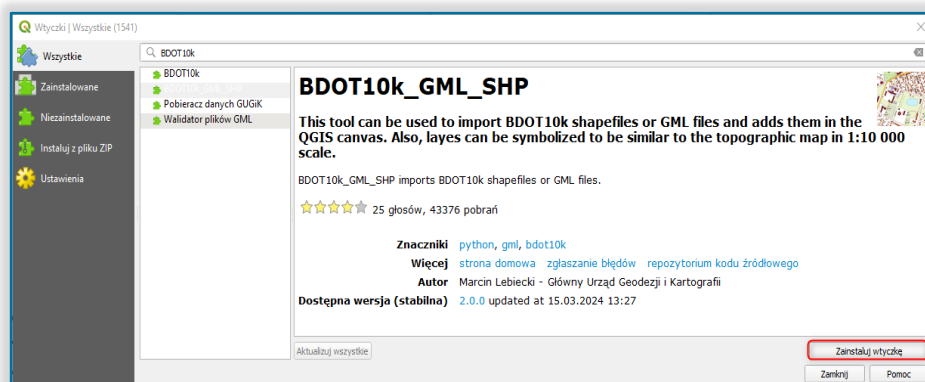 Wtyczki | Wszystkie (1541)
Wszystkie
Zainstalowane
Niezainstalowane
Instaluj z pliku ZIP
Ustawienia
BDOT10k
BDOT10k
BDOT10k_GML_SHP
Pobieracz danych GUGiK
Walidator plików GML
BDOT10k_GML_SHP
This tool can be used to import BDOT10k shapefiles or GML files and adds them in the
QGIS canvas. Also, layes can be symbolized to be similar to the topographic map in 1:10 000
scale.
BDOT10k_GML_SHP imports BDOT10k shapefiles or GML files.
25 głosów, 43376 pobrań
Znaczniki python, gml, bdot10k
Więcej strona domowa zgłaszanie błędów repozytorium kodu źródłowego
Autor Marcin Lebiecki - Główny Urząd Geodezji i Kartografii
Dostępna wersja (stabilna) 2.0.0 updated at 15.03.2024 13:27
Aktualizuj wszystkie
Zainstaluj wtyczkę
Zamknij Pomoc